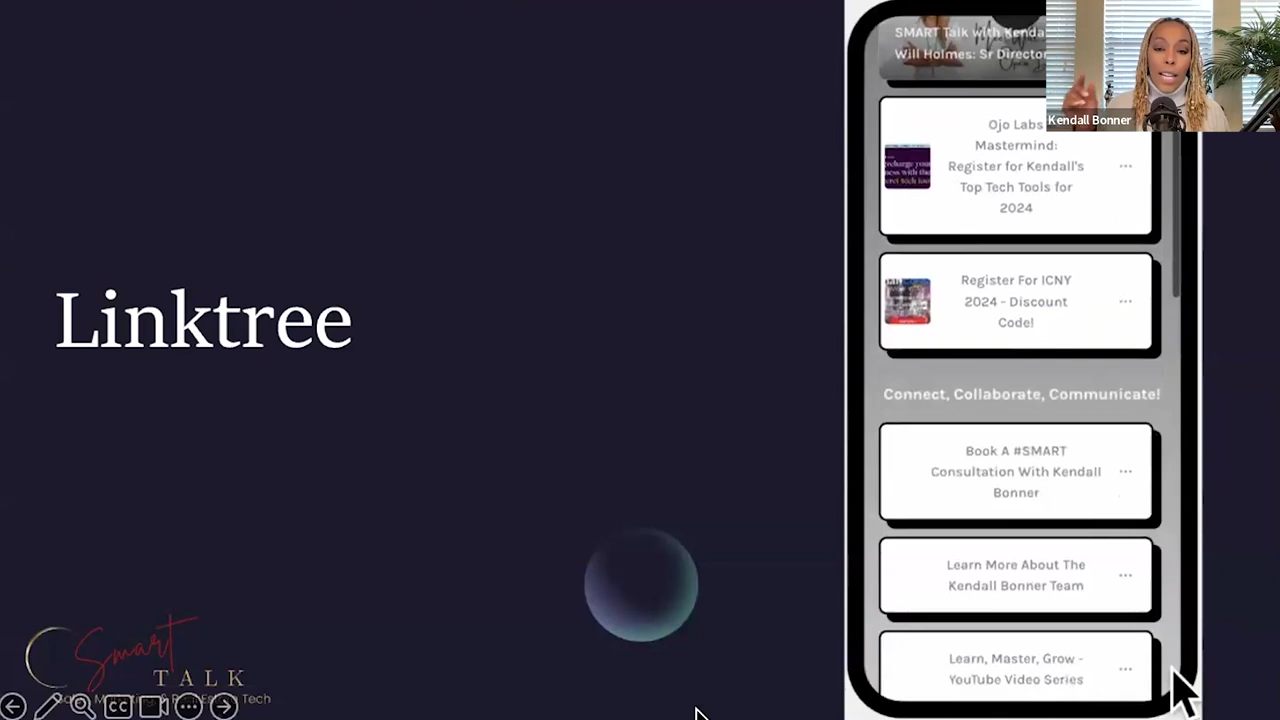 Linktree
SMART Talk with Kenda
Will Holmes: Sr Director
Kendall Bonner
Ojo Labs
Mastermind:
Register for Kendall's
Top Tech Tools for
2024
Register For ICNY
2024 - Discount
Code!
Connect, Collaborate, Communicate!
Book A #SMART
Consultation With Kendall
Bonner
Learn More About The
Kendall Bonner Team
Learn, Master, Grow -
YouTube Video Series
Smart
TALK
Tech
CC